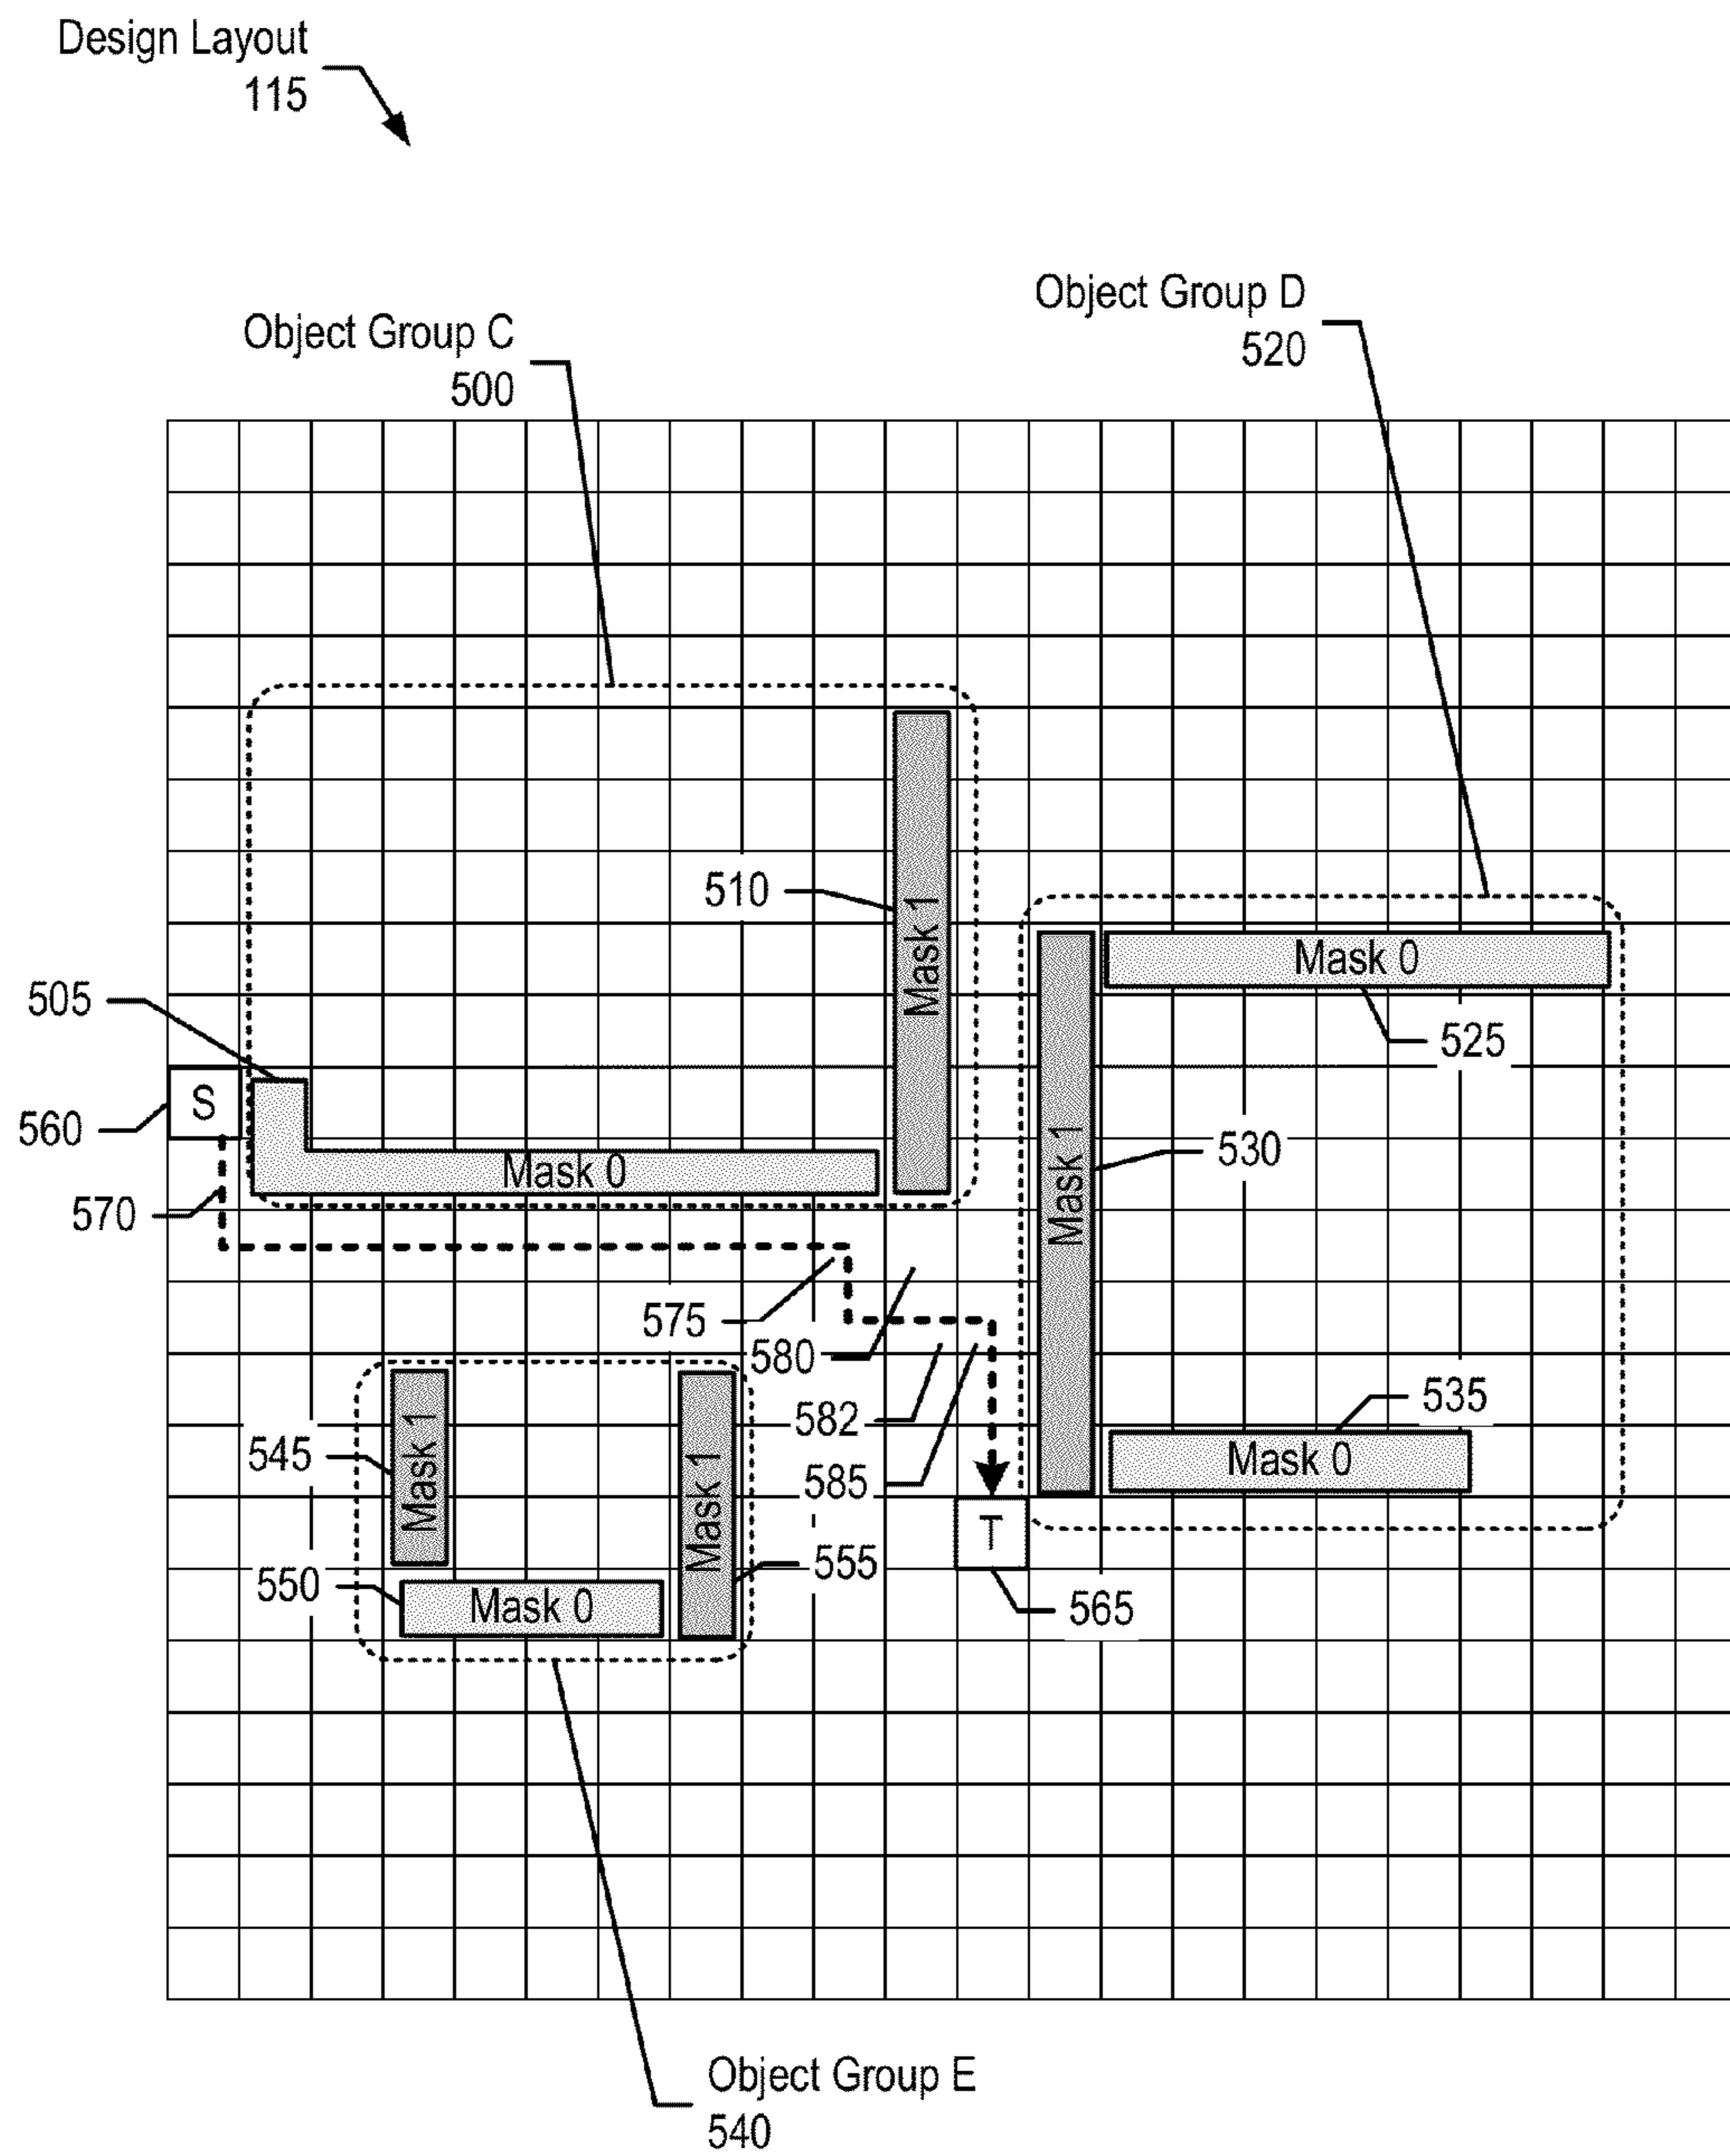 Design Layout
115
Object Group D
520
Object Group C
500
510
Mask 1
Mask 0
525
505
S
560
Mask 0
530
Mask 1
570
575
580
582
585
535
Mask 0
545
Mask 1
Mask 1
T
555
550
Mask 0
565
Object Group E
540